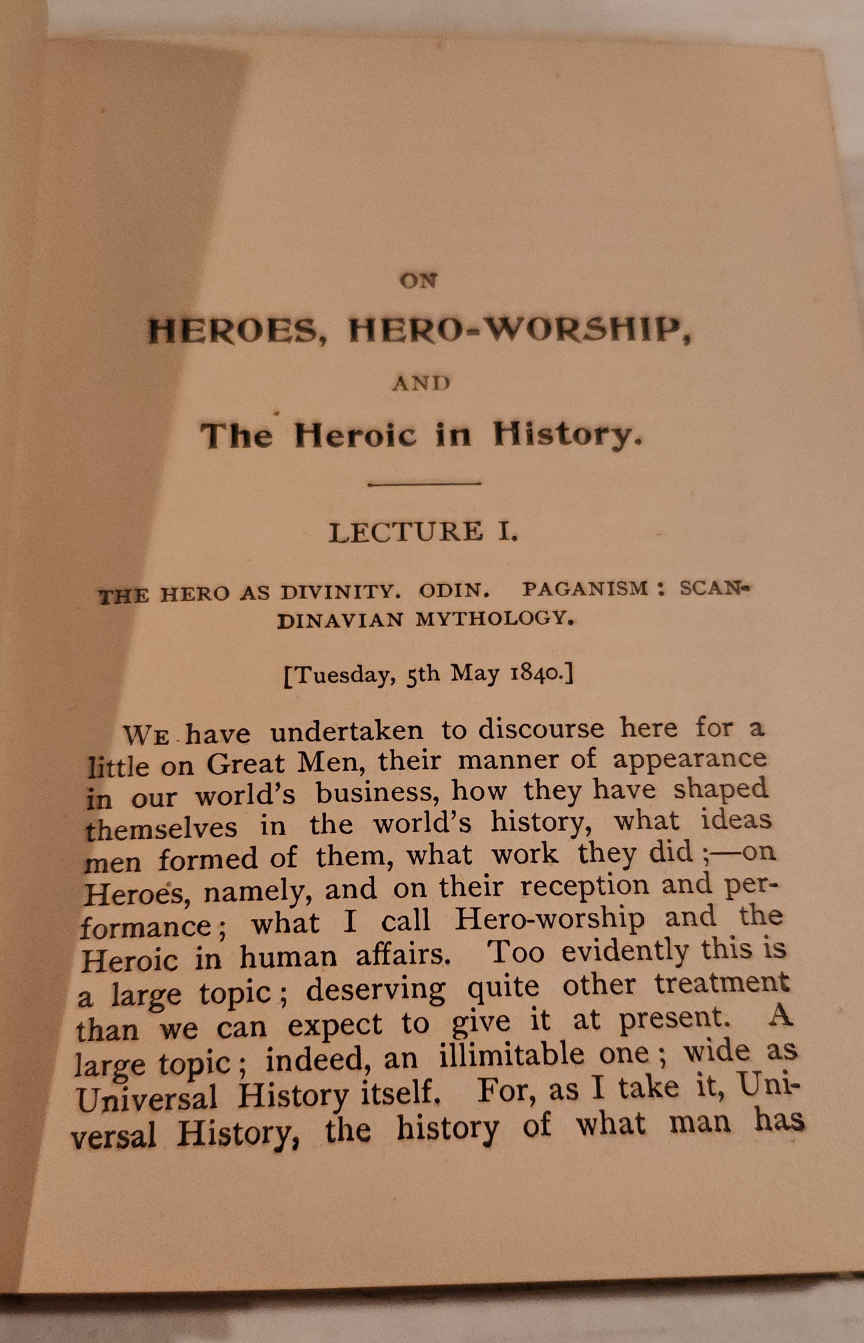 ON
HEROES, HERO-WORSHIP,
AND
The Heroic in History.
LECTURE I.
THE HERO AS DIVINITY. ODIN. PAGANISM: SCAN-
DINAVIAN MYTHOLOGY.
[Tuesday, 5th May 1840.]
WE have undertaken to discourse here for a
little on Great Men, their manner of appearance
in our world's business, how they have shaped
themselves in the world's history, what ideas
men formed of them, what work they did;—on
Heroes, namely, and on their reception and per-
formance; what I call Hero-worship and the
Heroic in human affairs. Too evidently this is
a large topic; deserving quite other treatment
than we can expect to give it at present. A
large topic; indeed, an illimitable one; wide as
Universal History itself. For, as I take it, Uni-
versal History, the history of what man has